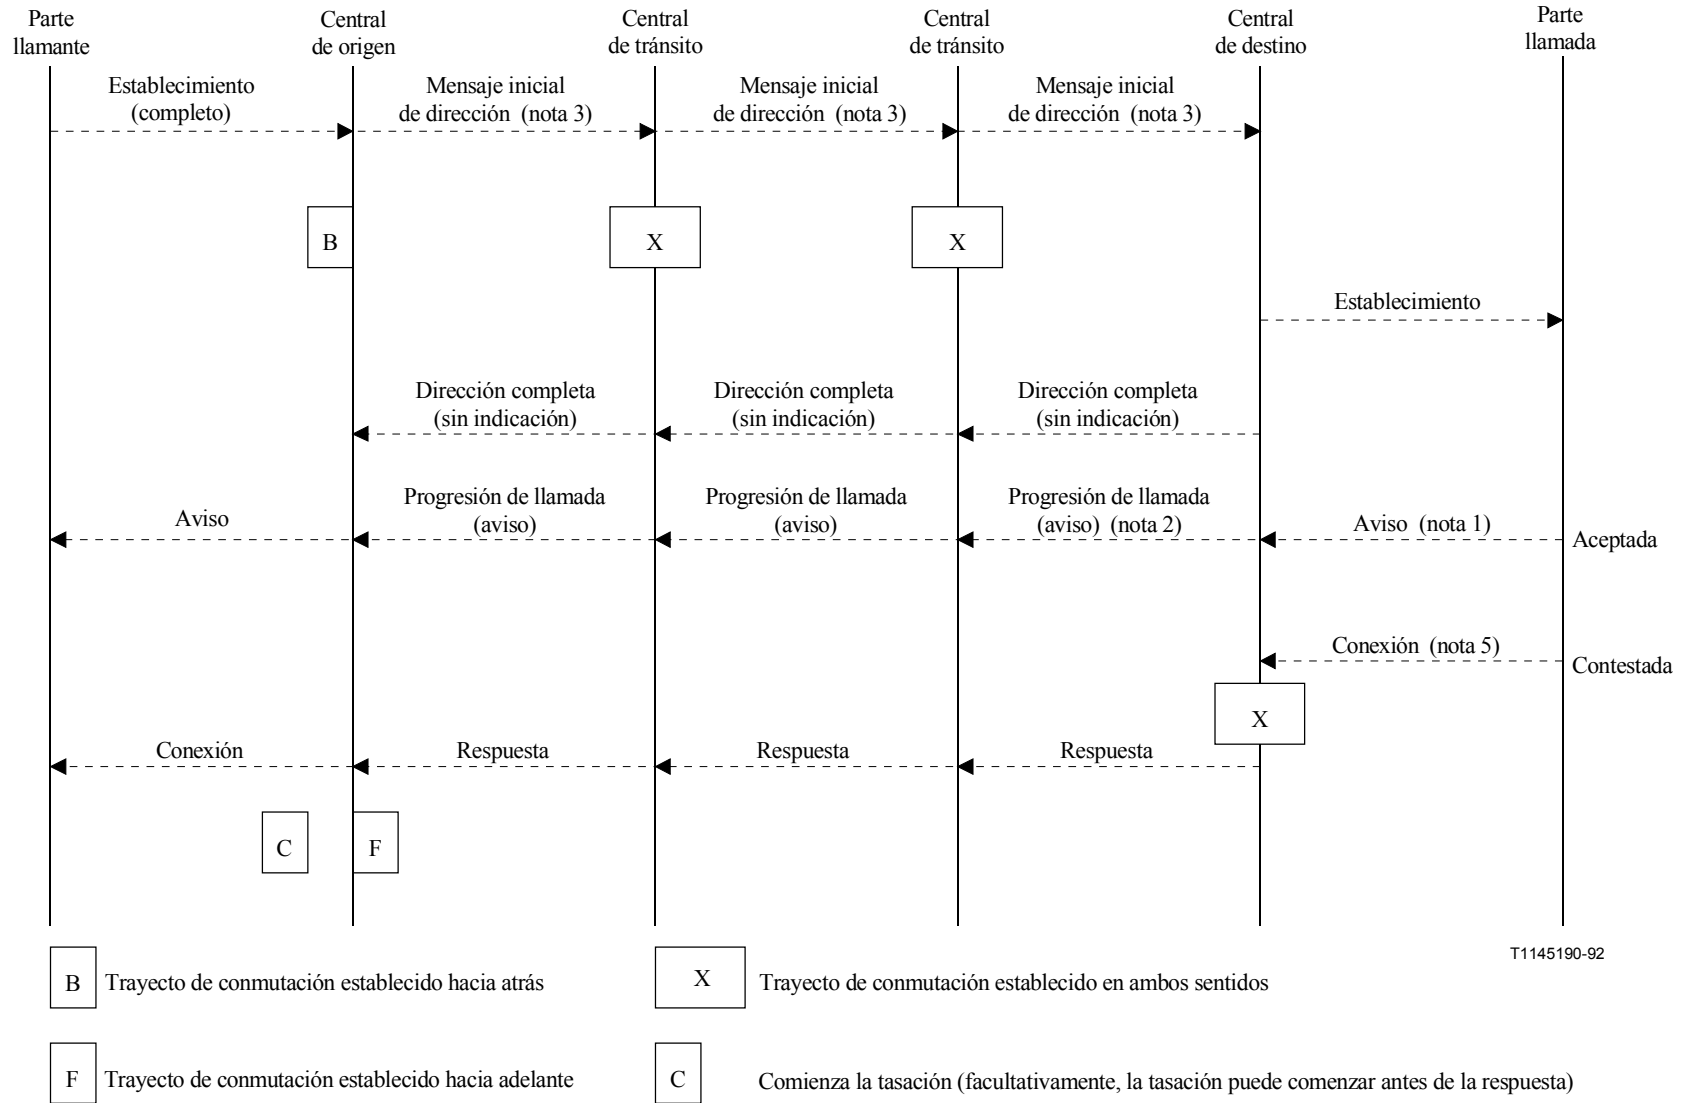 Parte
llamante
Central
de origen
Central
de tránsito
Central
de tránsito
Central
de destino
Parte
llamada
Establecimiento
(completo)
Mensaje inicial
de dirección (nota 3)
Mensaje inicial
de dirección (nota 3)
Mensaje inicial
de dirección (nota 3)
B
X
X
Establecimiento
Dirección completa
(sin indicación)
Dirección completa
(sin indicación)
Dirección completa
(sin indicación)
Aviso
Progresión de llamada
(aviso)
Progresión de llamada
(aviso)
Progresión de llamada
(aviso) (nota 2)
Aviso (nota 1)
Aceptada
Conexión (nota 5)
Contestada
X
Conexión
Respuesta
Respuesta
Respuesta
C
F
T1145190-92
B Trayecto de conmutación establecido hacia atrás
X Trayecto de conmutación establecido en ambos sentidos
F Trayecto de conmutación establecido hacia adelante
C Comienza la tasación (facultativamente, la tasación puede comenzar antes de la respuesta)